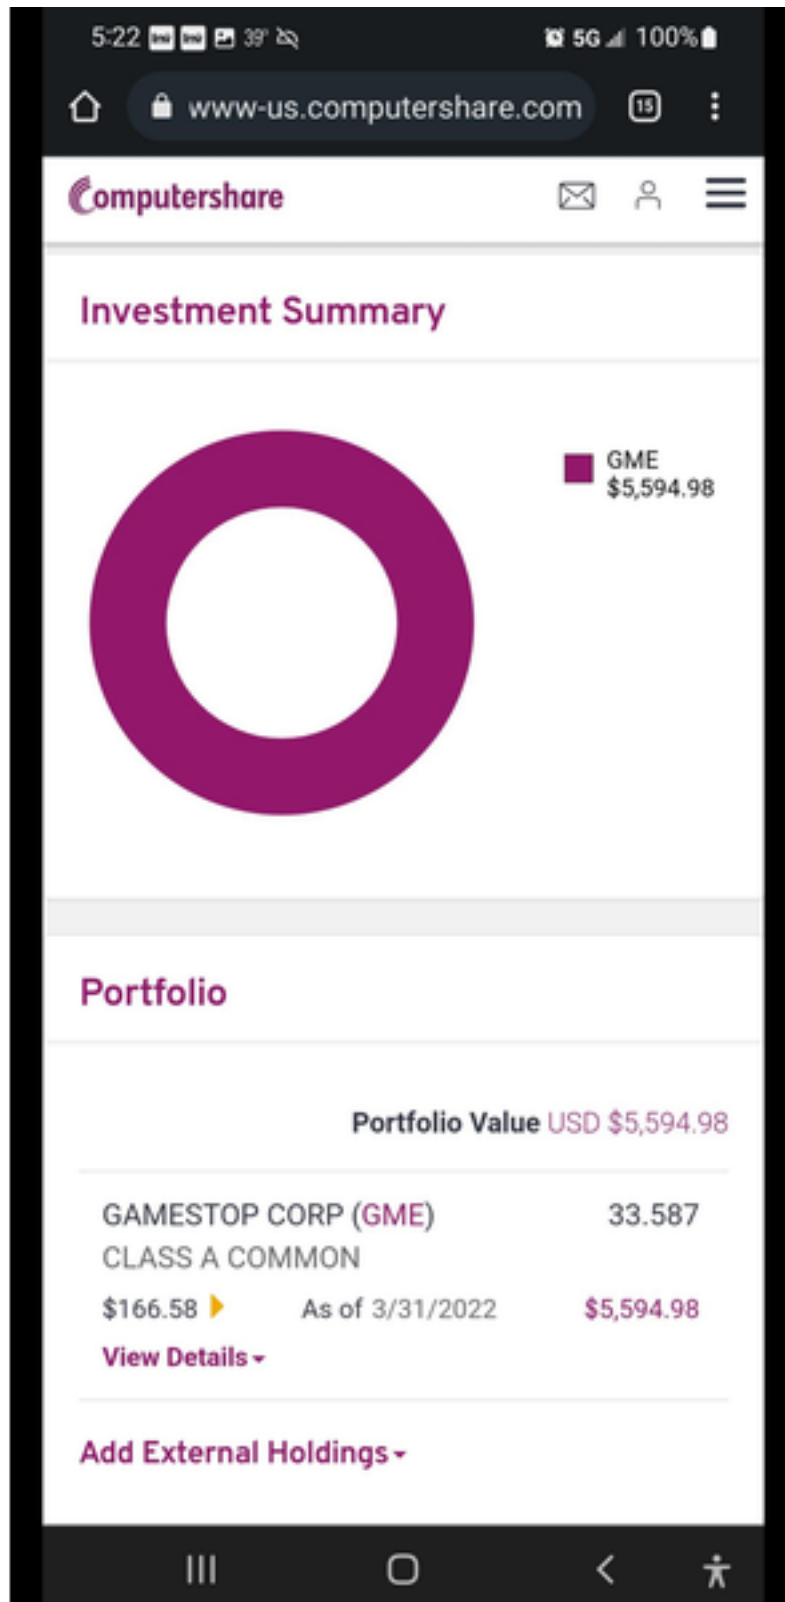 5:22 39° 5G 100%
www-us.computershare.com 15
Computershare
Investment Summary
GME
$5,594.98
Portfolio
Portfolio Value USD $5,594.98
GAMESTOP CORP (GME) 33.587
CLASS A COMMON
$166.58 As of 3/31/2022 $5,594.98
View Details
Add External Holdings